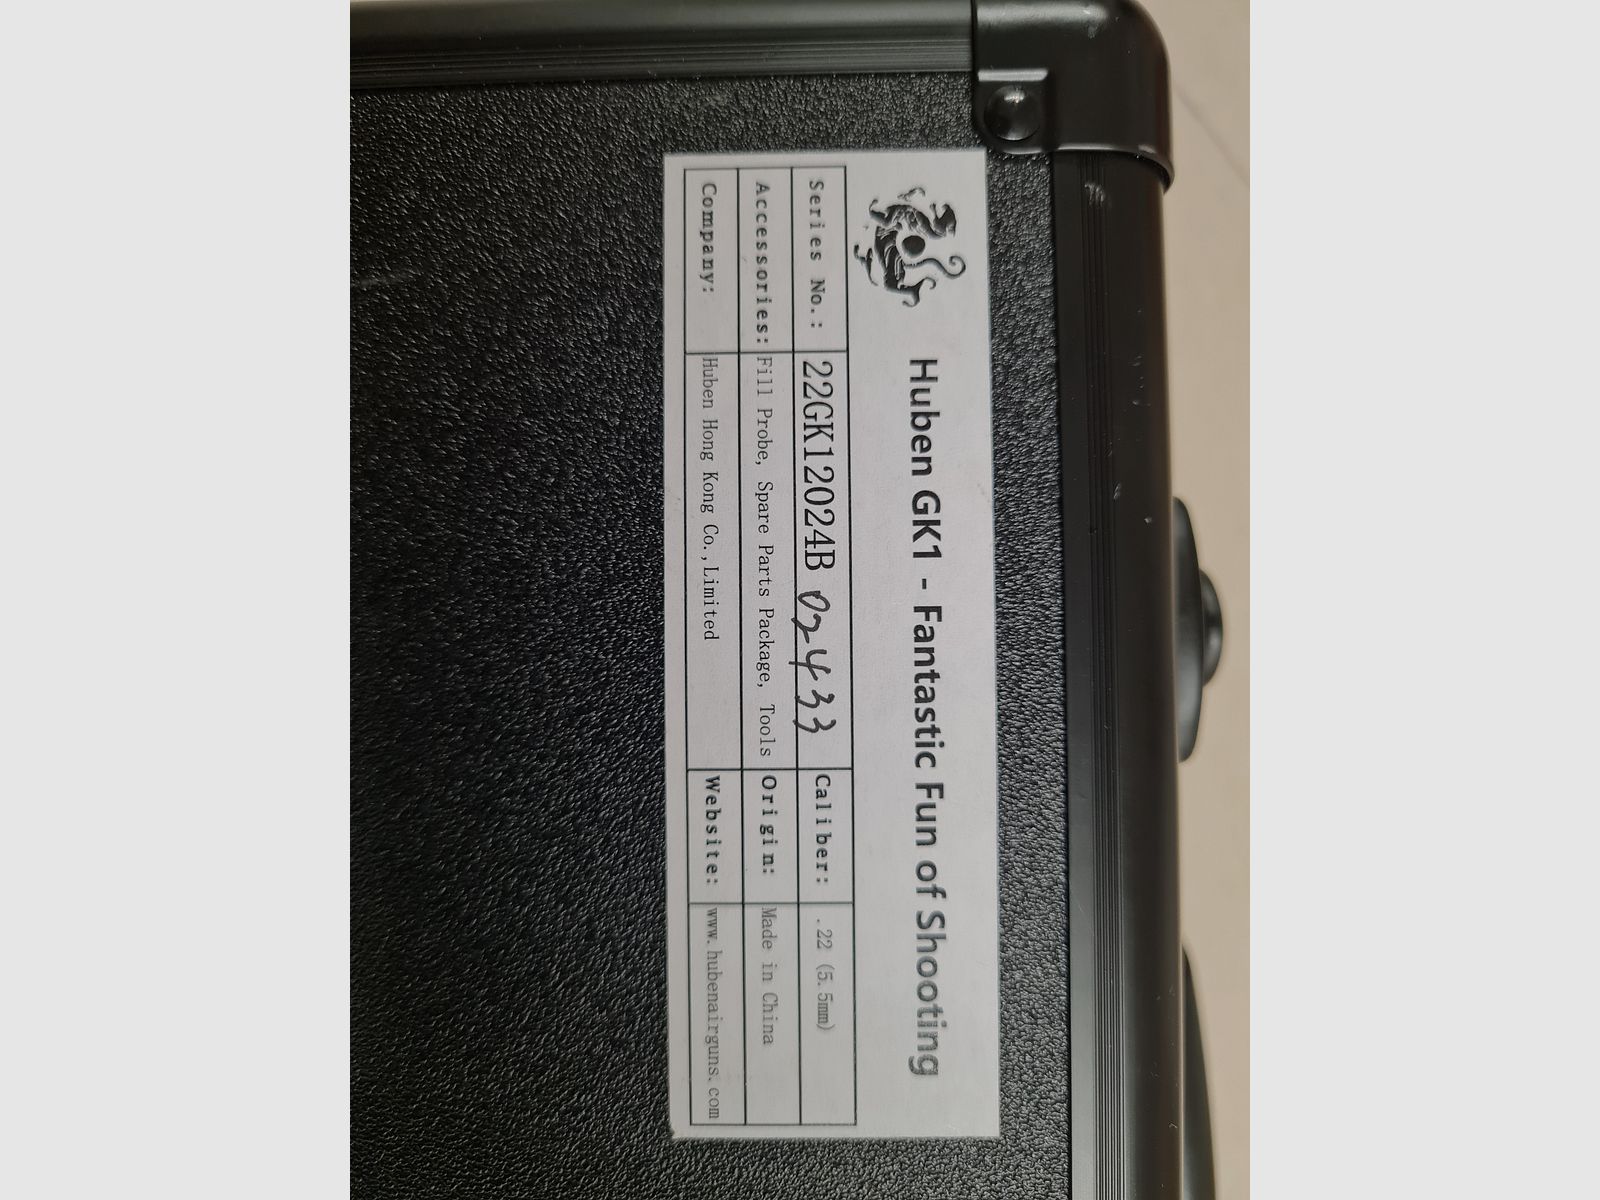 Huben GK1 - Fantastic Fun of Shooting
Series No.: 22GK12024B 02433 Caliber: .22 (5.5mm)
Accessories: Fill Probe, Spare Parts Package, Tools Origin: Made in China
Company: Huben Hong Kong Co.,Limited Website: www.hubenairguns.com